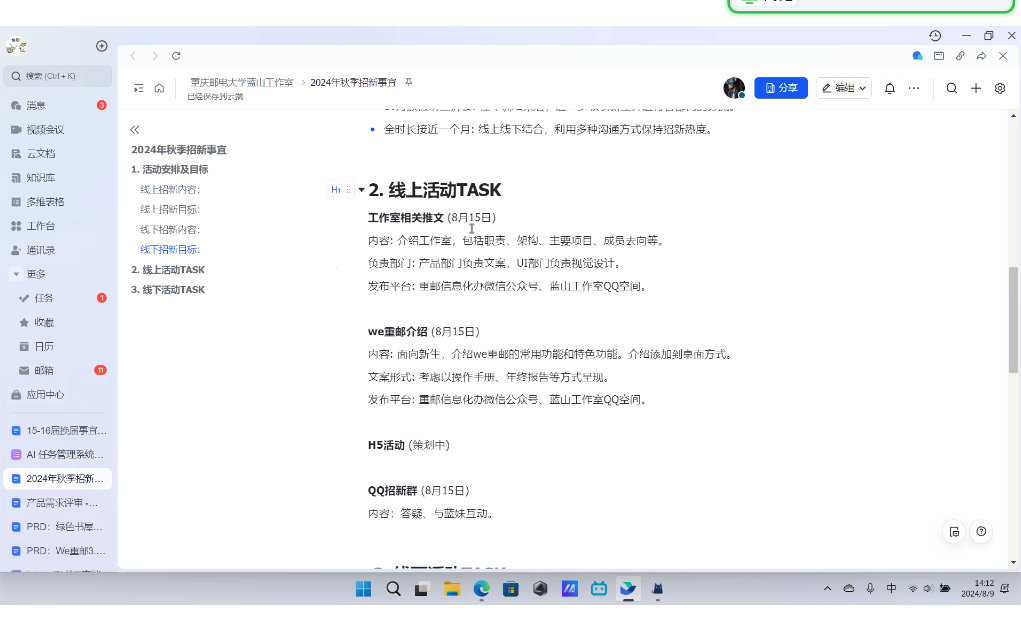 搜索 (Ctrl+K)
消息
3
视频会议
云文档
知识库
多维表格
工作台
通讯录
更多
任务
1
收藏
日历
邮箱
11
应用中心
15-16届换届事宜...
AI 任务管理系统...
2024年秋季招新...
产品需求评审 -...
PRD：绿色书屋...
PRD：We重邮3....
重庆邮电大学蓝山工作室
2024年秋季招新事宜
已经保存到云端
分享
编辑
2024年秋季招新事宜
1. 活动安排及目标
线上招新内容:
线上招新目标:
线下招新内容:
线下招新目标:
2. 线上活动TASK
3. 线下活动TASK
全时长接近一个月: 线上线下结合，利用多种沟通方式保持招新热度。
H1
2. 线上活动TASK
工作室相关推文 (8月15日)
内容: 介绍工作室，包括职责、架构、主要项目、成员去向等。
负责部门: 产品部门负责文案，UI部门负责视觉设计。
发布平台: 重邮信息化办微信公众号、蓝山工作室QQ空间。
we重邮介绍 (8月15日)
内容: 面向新生，介绍we重邮的常用功能和特色功能。介绍添加到桌面方式。
文案形式: 考虑以操作手册、年终报告等方式呈现。
发布平台: 重邮信息化办微信公众号、蓝山工作室QQ空间。
H5活动 (策划中)
QQ招新群 (8月15日)
内容：答疑、与蓝妹互动。
中
14:12
2024/8/9